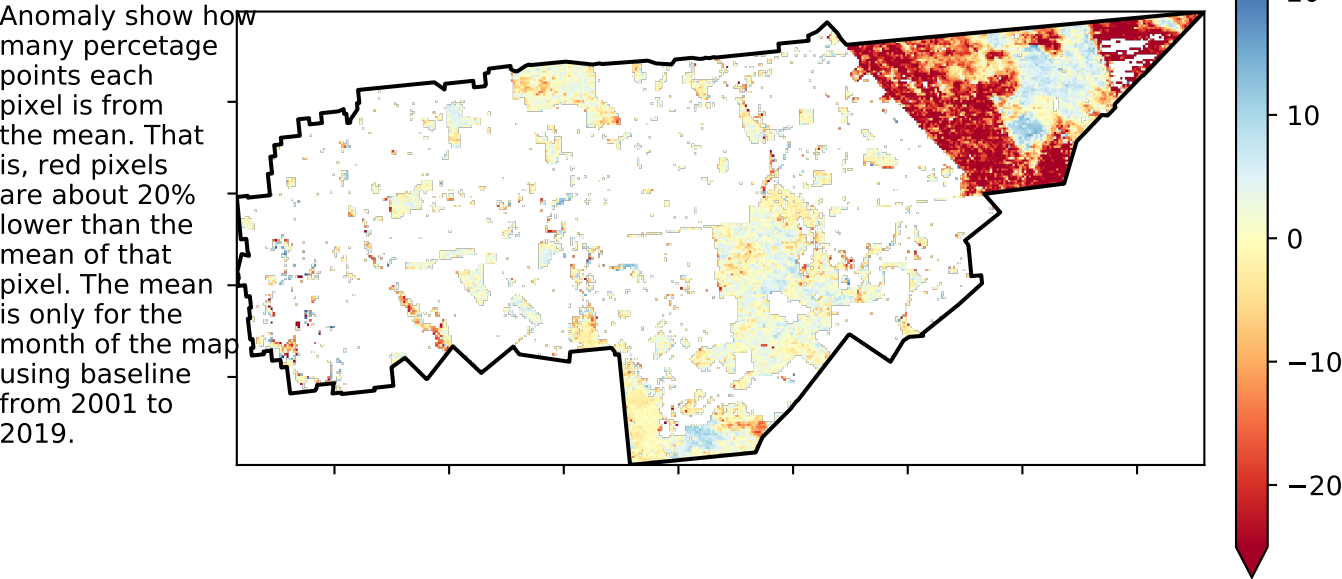 Anomaly show how
many percetage
points each
pixel is from
the mean. That
is, red pixels
are about 20%
lower than the
mean of that
pixel. The mean
is only for the
month of the map
using baseline
from 2001 to
2019.
10
0
−10
−20